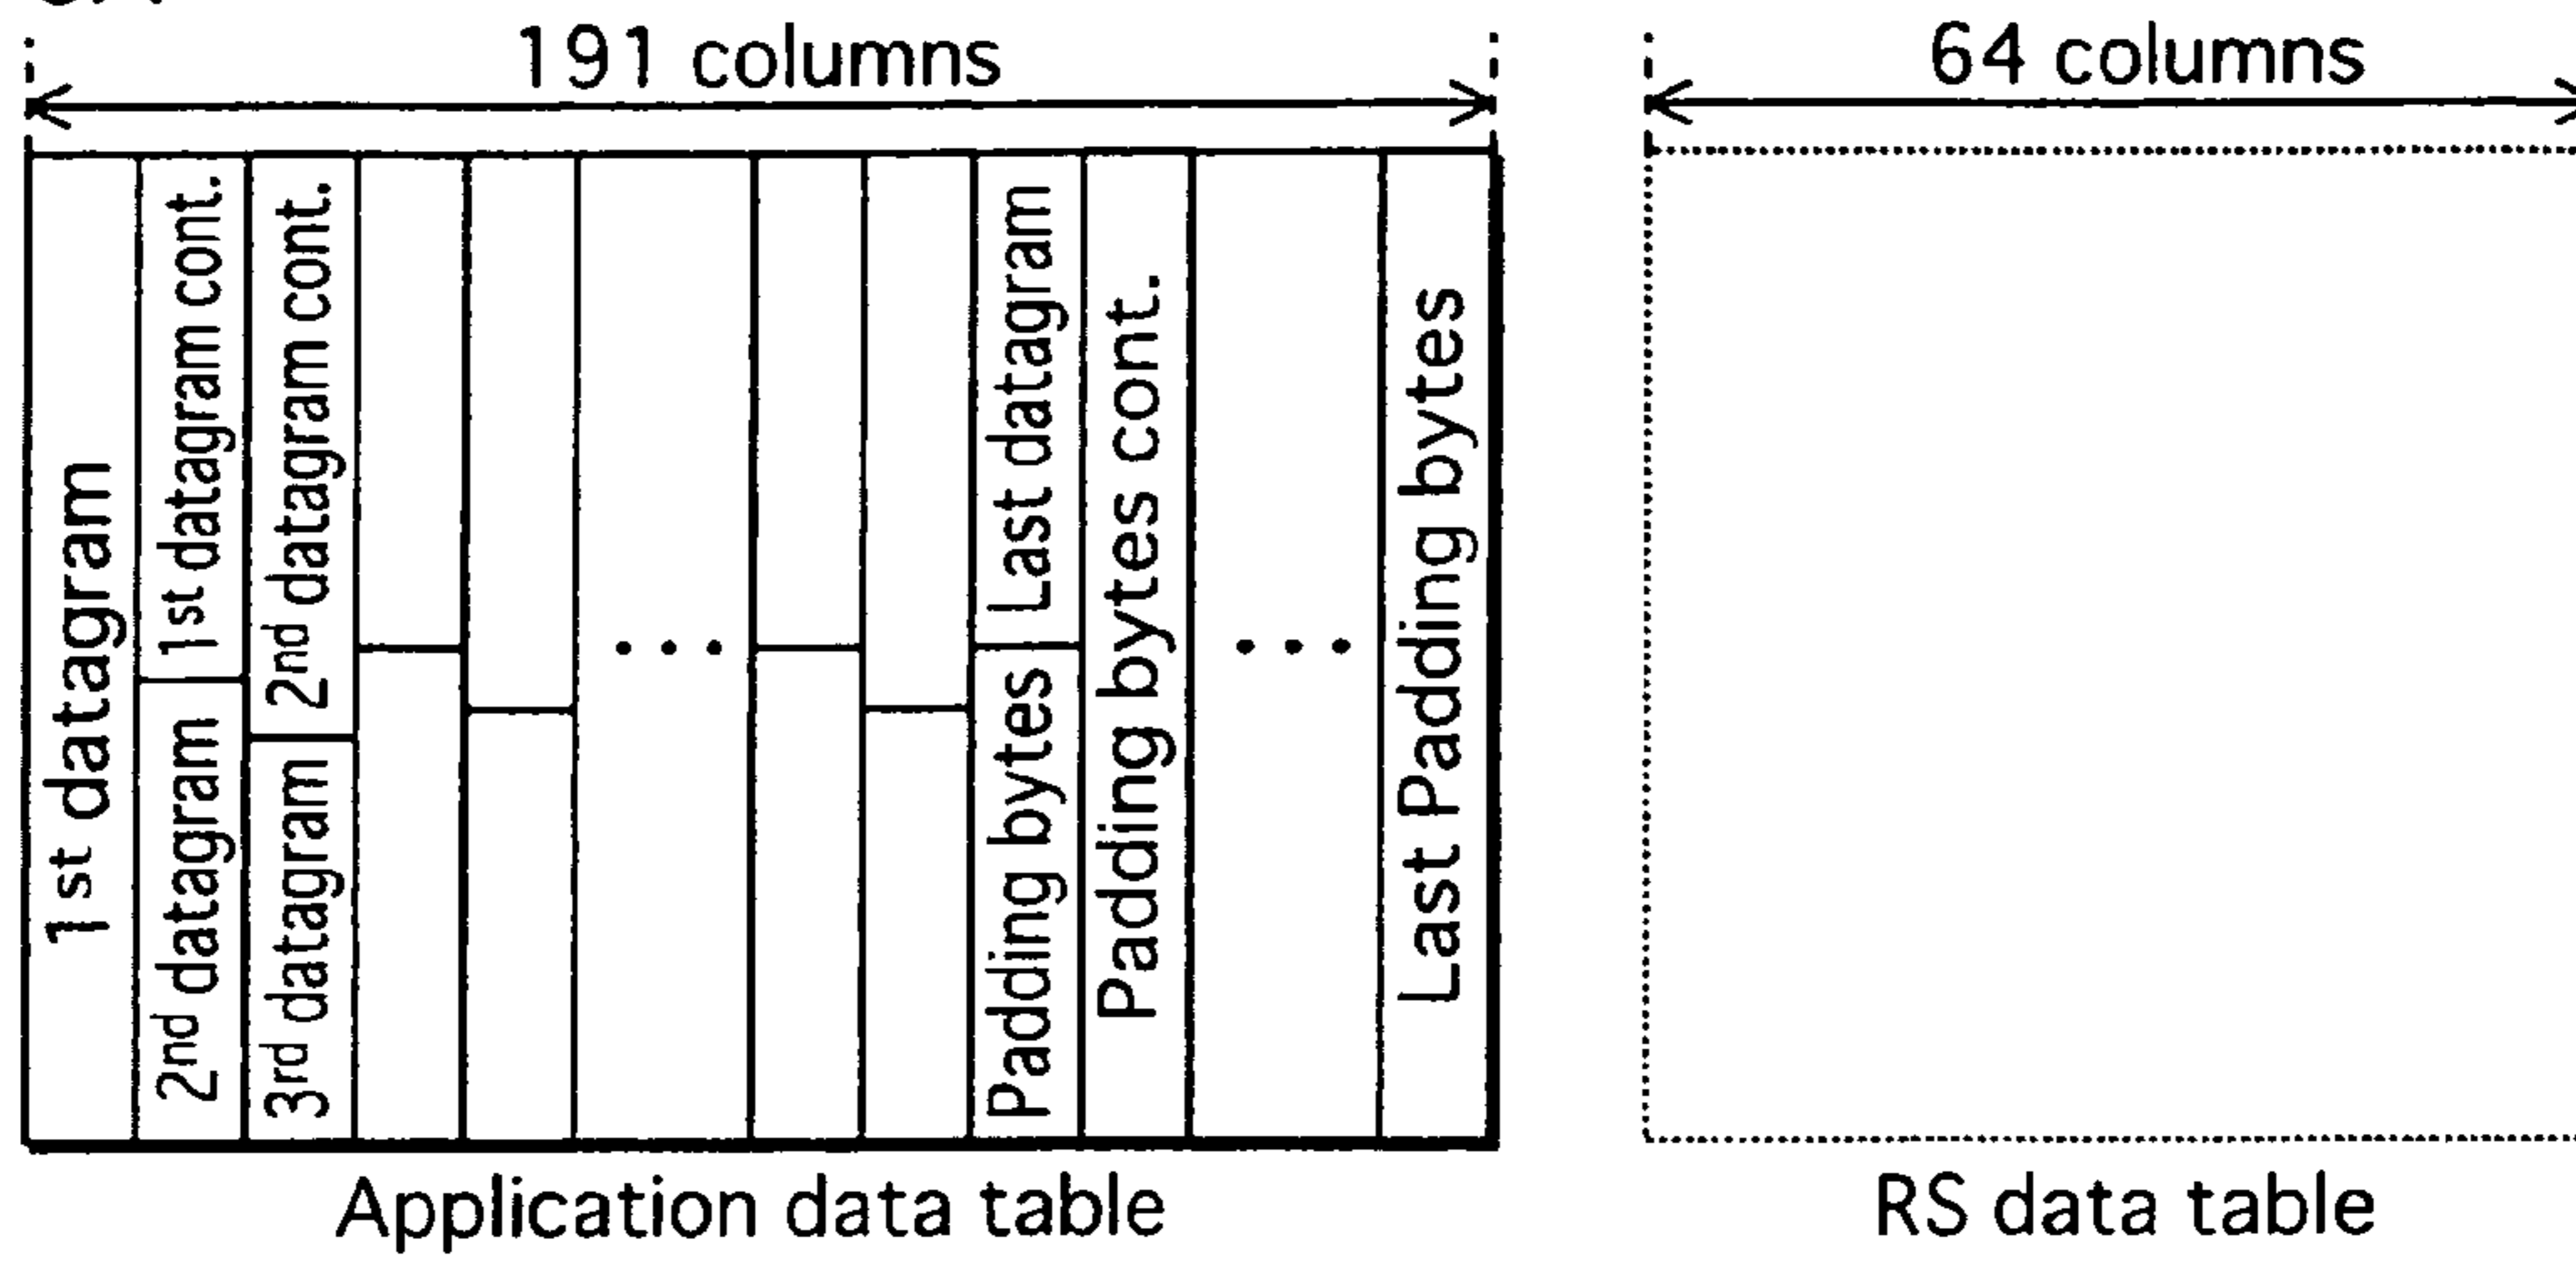 191 columns
64 columns
1st datagram
1st datagram cont.
2nd datagram
2nd datagram cont.
3rd datagram
...
Last datagram
Padding bytes
Padding bytes cont.
...
Last Padding bytes
Application data table
RS data table